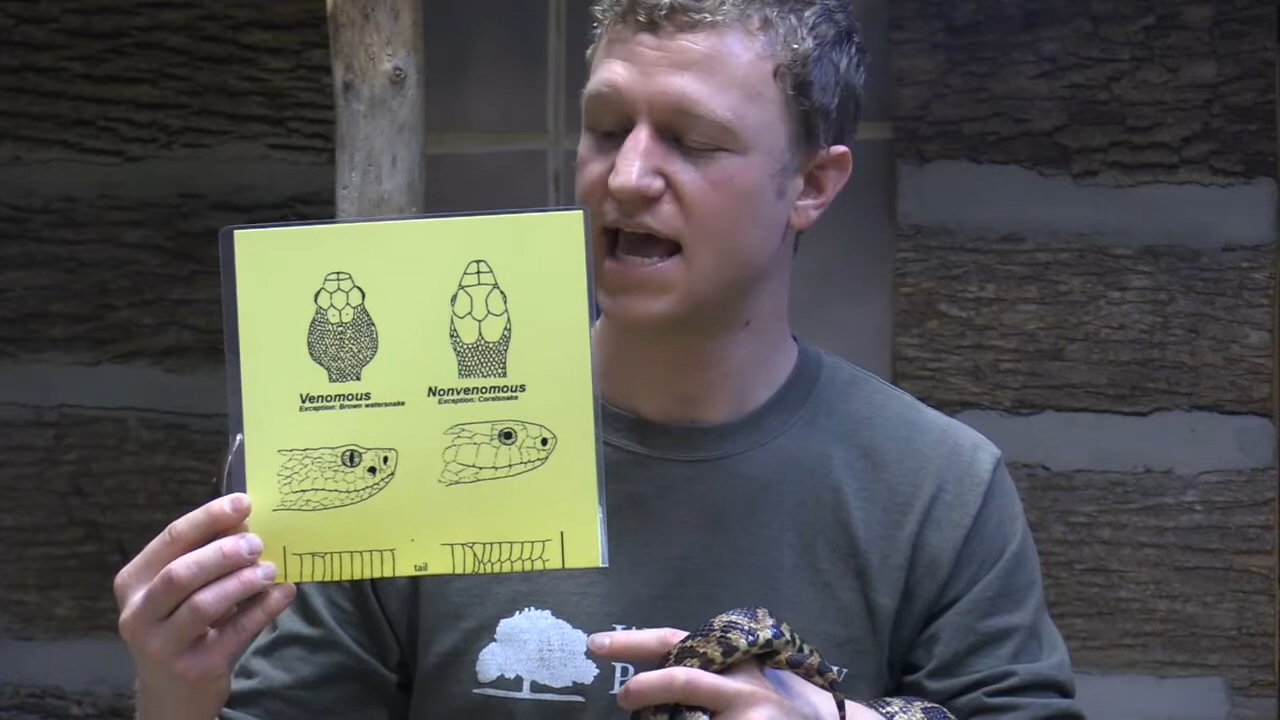 Venomous
Exception: Brown watersnake
Nonvenomous
Exception: Coralsnake
tail